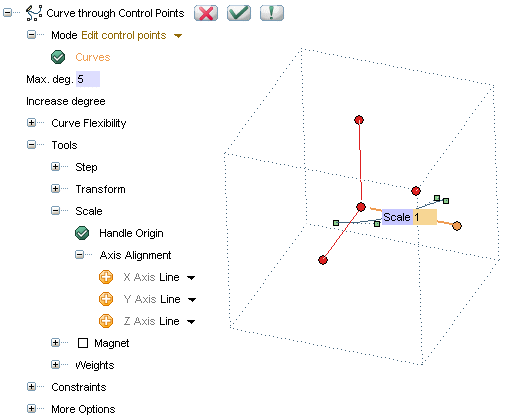 Curve through Control Points
Mode Edit control points
Curves
Max. deg. 5
Increase degree
Curve Flexibility
Tools
Step
Transform
Scale
Handle Origin
Axis Alignment
X Axis Line
Y Axis Line
Z Axis Line
Magnet
Weights
Constraints
More Options
Scale 1